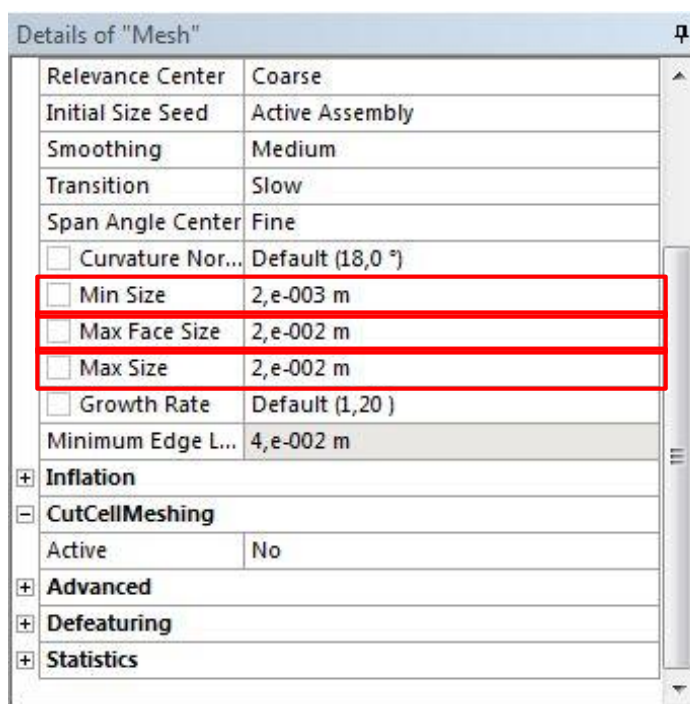 Details of "Mesh"
Relevance Center Coarse
Initial Size Seed Active Assembly
Smoothing Medium
Transition Slow
Span Angle Center Fine
Curvature Nor... Default (18,0 °)
Min Size 2,e-003 m
Max Face Size 2,e-002 m
Max Size 2,e-002 m
Growth Rate Default (1,20 )
Minimum Edge L... 4,e-002 m
Inflation
CutCellMeshing
Active No
Advanced
Defeaturing
Statistics